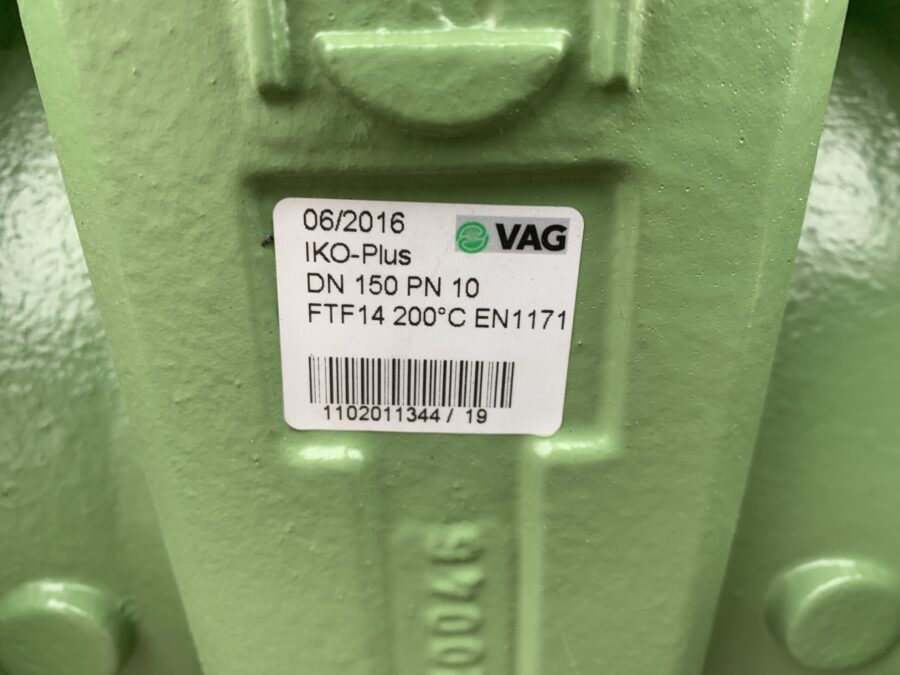 06/2016
VAG
IKO-Plus
DN 150 PN 10
FTF14 200°C EN1171
1102011344 / 19